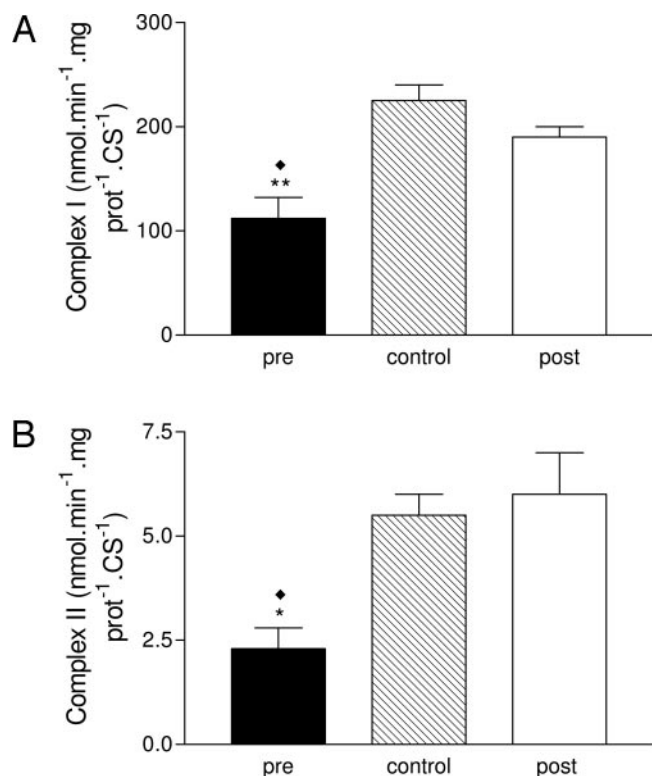 A
Complex I (nmol.min⁻¹.mg
prot⁻¹.CS⁻¹)
300
200
100
0
◆
**
pre control post
B
Complex II (nmol.min⁻¹.mg
prot⁻¹.CS⁻¹)
7.5
5.0
2.5
0.0
◆
*
pre control post